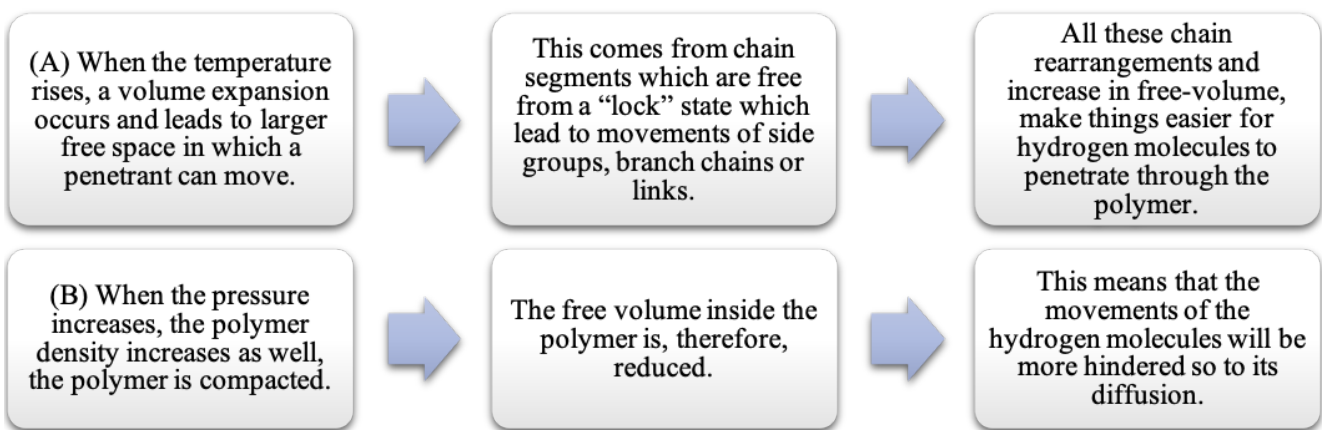 (A) When the temperature
rises, a volume expansion
occurs and leads to larger
free space in which a
penetrant can move.
This comes from chain
segments which are free
from a “lock” state which
lead to movements of side
groups, branch chains or
links.
All these chain
rearrangements and
increase in free-volume,
make things easier for
hydrogen molecules to
penetrate through the
polymer.
(B) When the pressure
increases, the polymer
density increases as well,
the polymer is compacted.
The free volume inside the
polymer is, therefore,
reduced.
This means that the
movements of the
hydrogen molecules will be
more hindered so to its
diffusion.